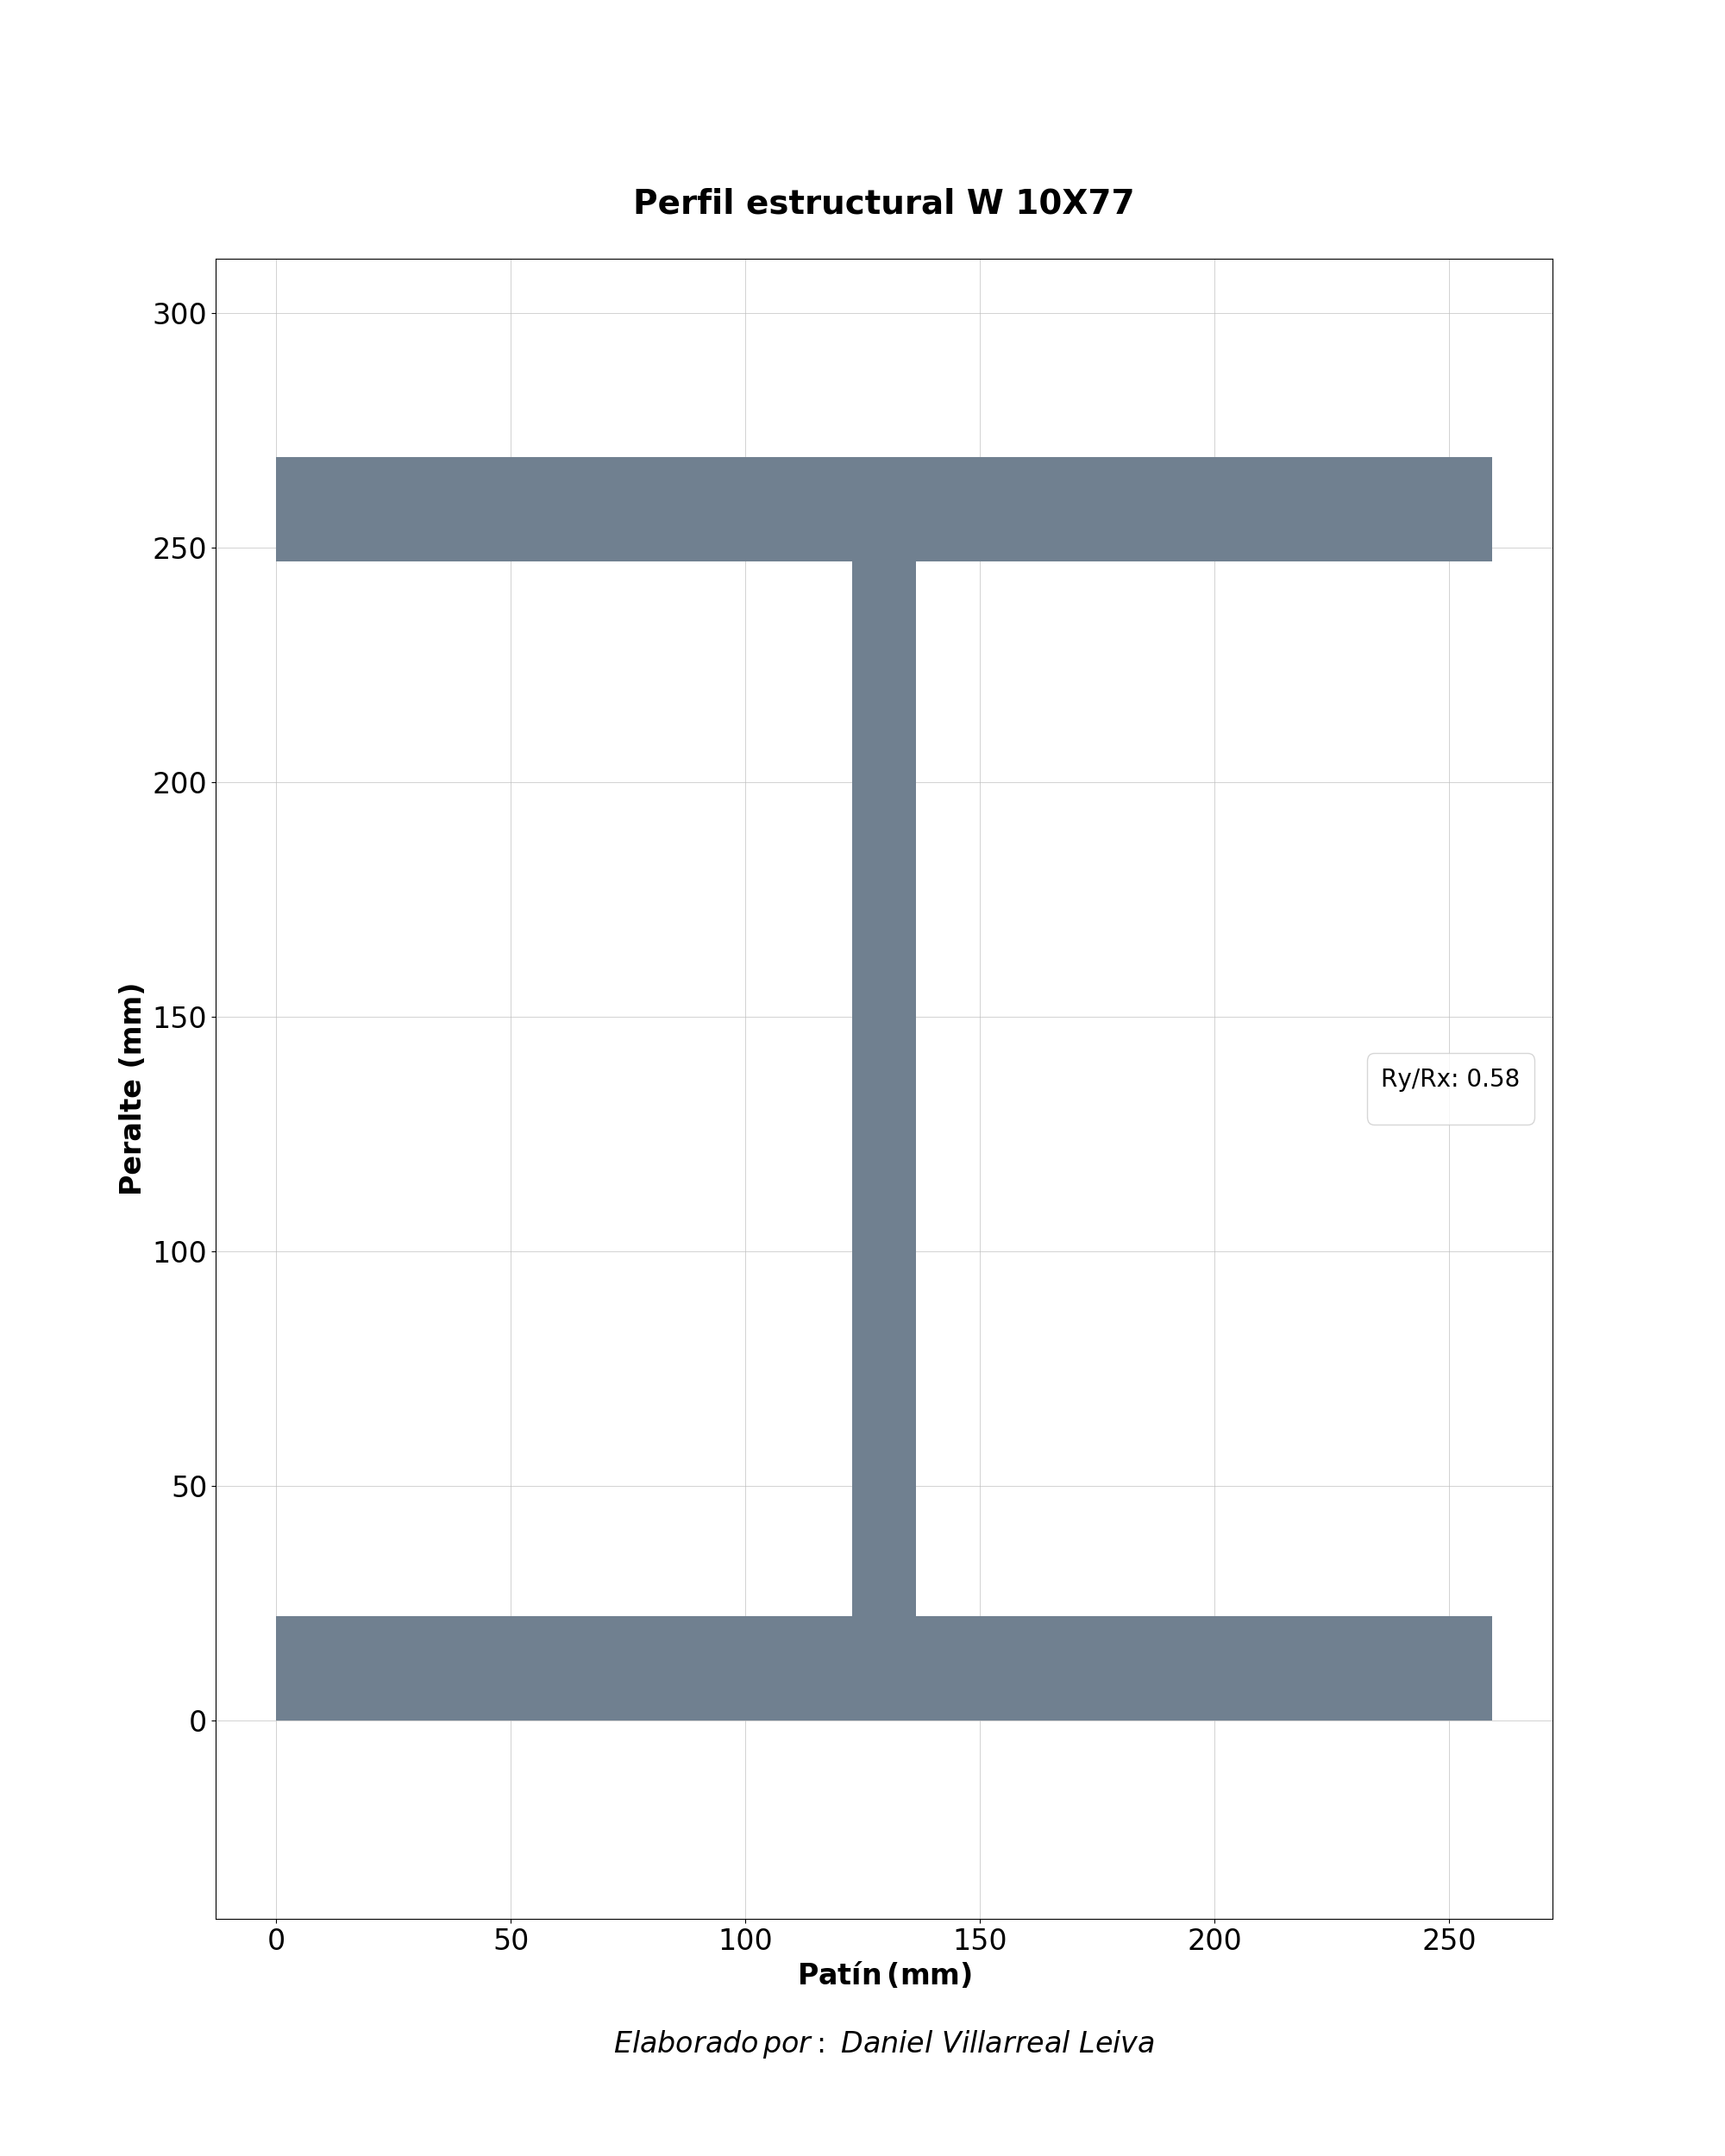 Perfil estructural W 10X77
300
250
200
150
100
50
0
Peralte (mm)
Ry/Rx: 0.58
0 50 100 150 200 250
Patín (mm)
Elaborado por: Daniel Villarreal Leiva